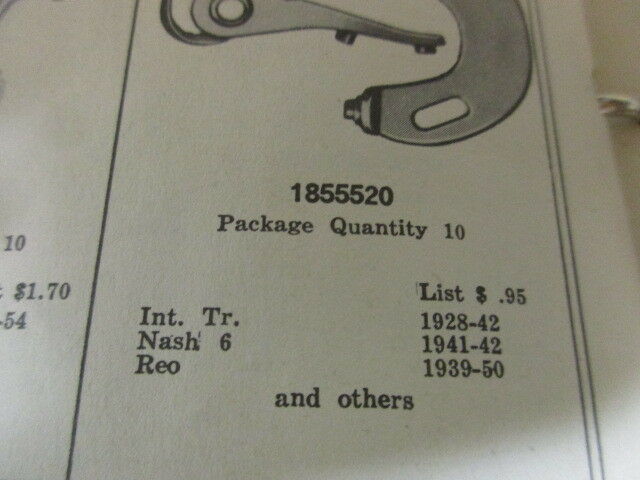 1855520
Package Quantity 10
List $ .95
Int. Tr. 1928-42
Nash 6 1941-42
Reo 1939-50
and others
10
$1.70
-54